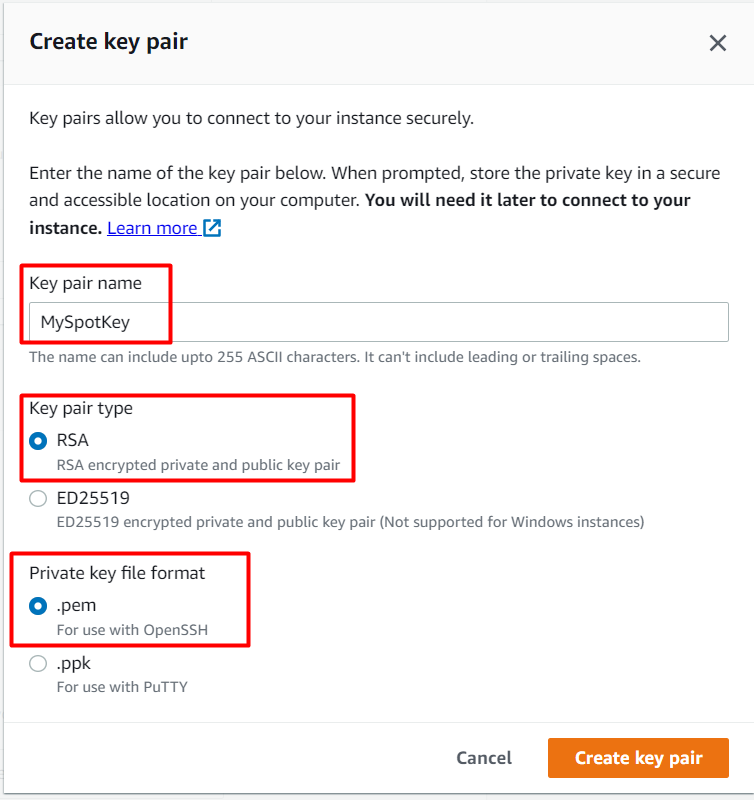 Create key pair
Key pairs allow you to connect to your instance securely.
Enter the name of the key pair below. When prompted, store the private key in a secure
and accessible location on your computer. You will need it later to connect to your
instance. Learn more
Key pair name
MySpotKey
The name can include upto 255 ASCII characters. It can't include leading or trailing spaces.
Key pair type
RSA
RSA encrypted private and public key pair
ED25519
ED25519 encrypted private and public key pair (Not supported for Windows instances)
Private key file format
.pem
For use with OpenSSH
.ppk
For use with PuTTY
Cancel
Create key pair